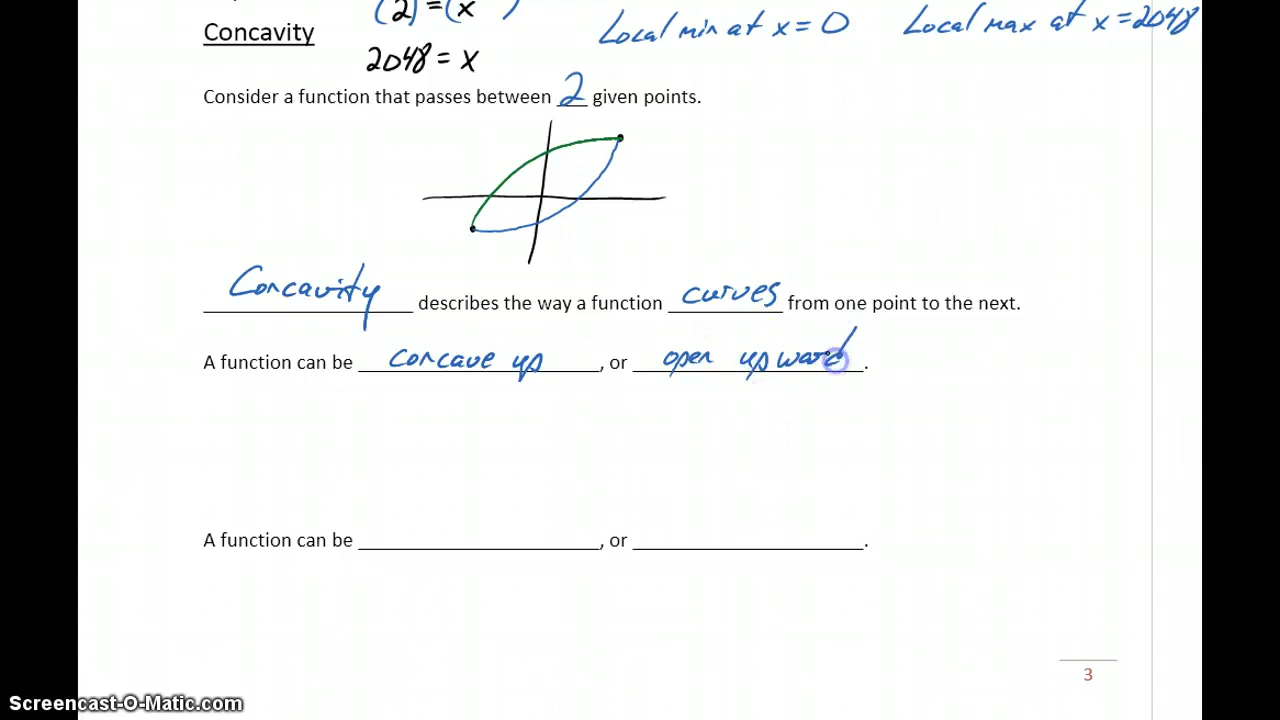 (2) = (x )
Local min at x = 0 Local max at x = 2048
Concavity
2048 = x
Consider a function that passes between 2 given points.
Concavity describes the way a function curves from one point to the next.
A function can be concave up, or open upward.
A function can be ____________, or ____________.
3
Screencast-O-Matic.com